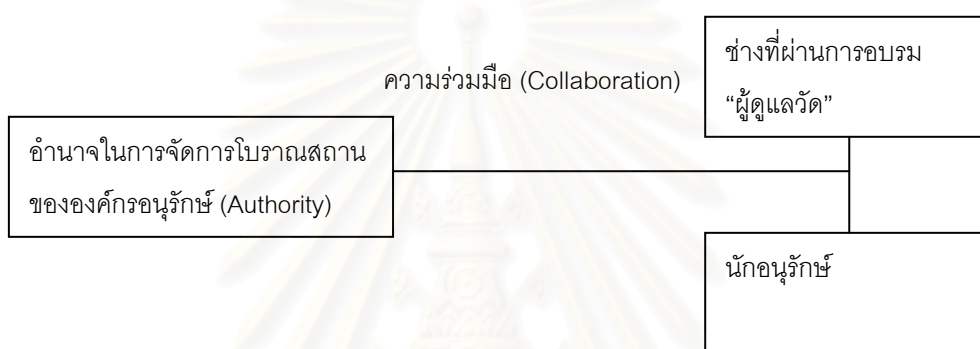 ช่างที่ผ่านการอบรม
“ผู้ดูแลวัด”
ความร่วมมือ (Collaboration)
อำนาจในการจัดการโบราณสถาน
ขององค์กรอนุรักษ์ (Authority)
นักอนุรักษ์